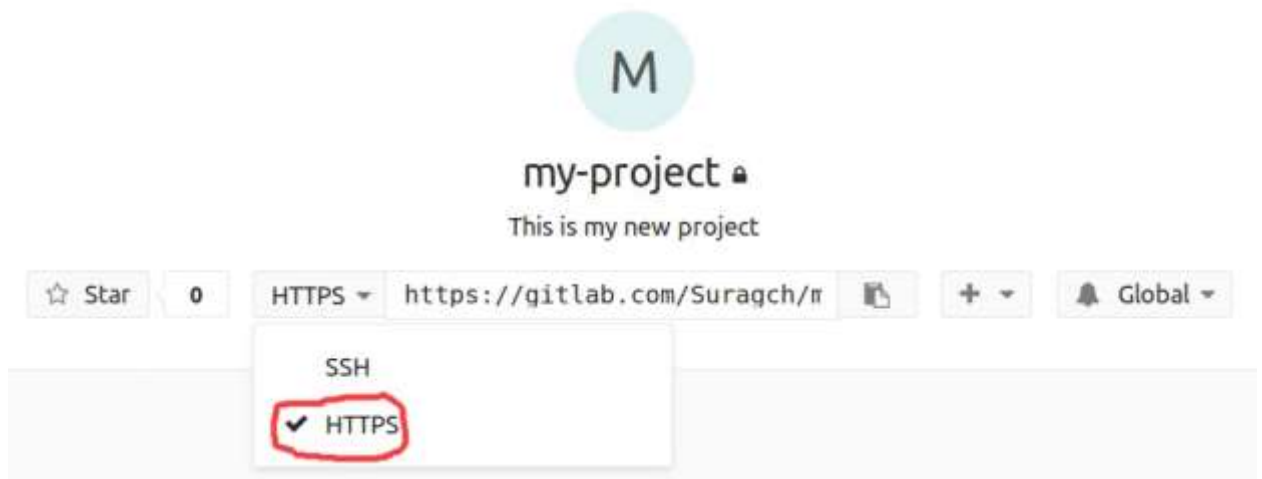 M
my-project
This is my new project
Star 0 HTTPS https://gitlab.com/Suragch/m Global
SSH
HTTPS